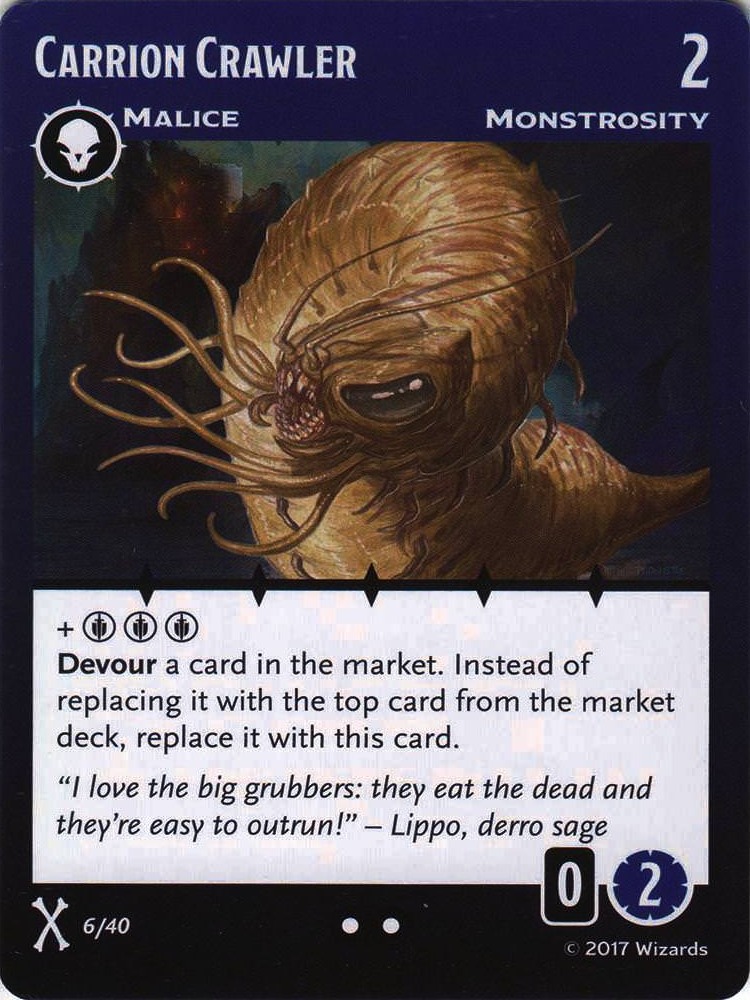 CARRION CRAWLER 2
MALICE MONSTROSITY
+
Devour a card in the market. Instead of
replacing it with the top card from the market
deck, replace it with this card.
“I love the big grubbers: they eat the dead and
they’re easy to outrun!” – Lippo, derro sage
0 2
6/40
© 2017 Wizards